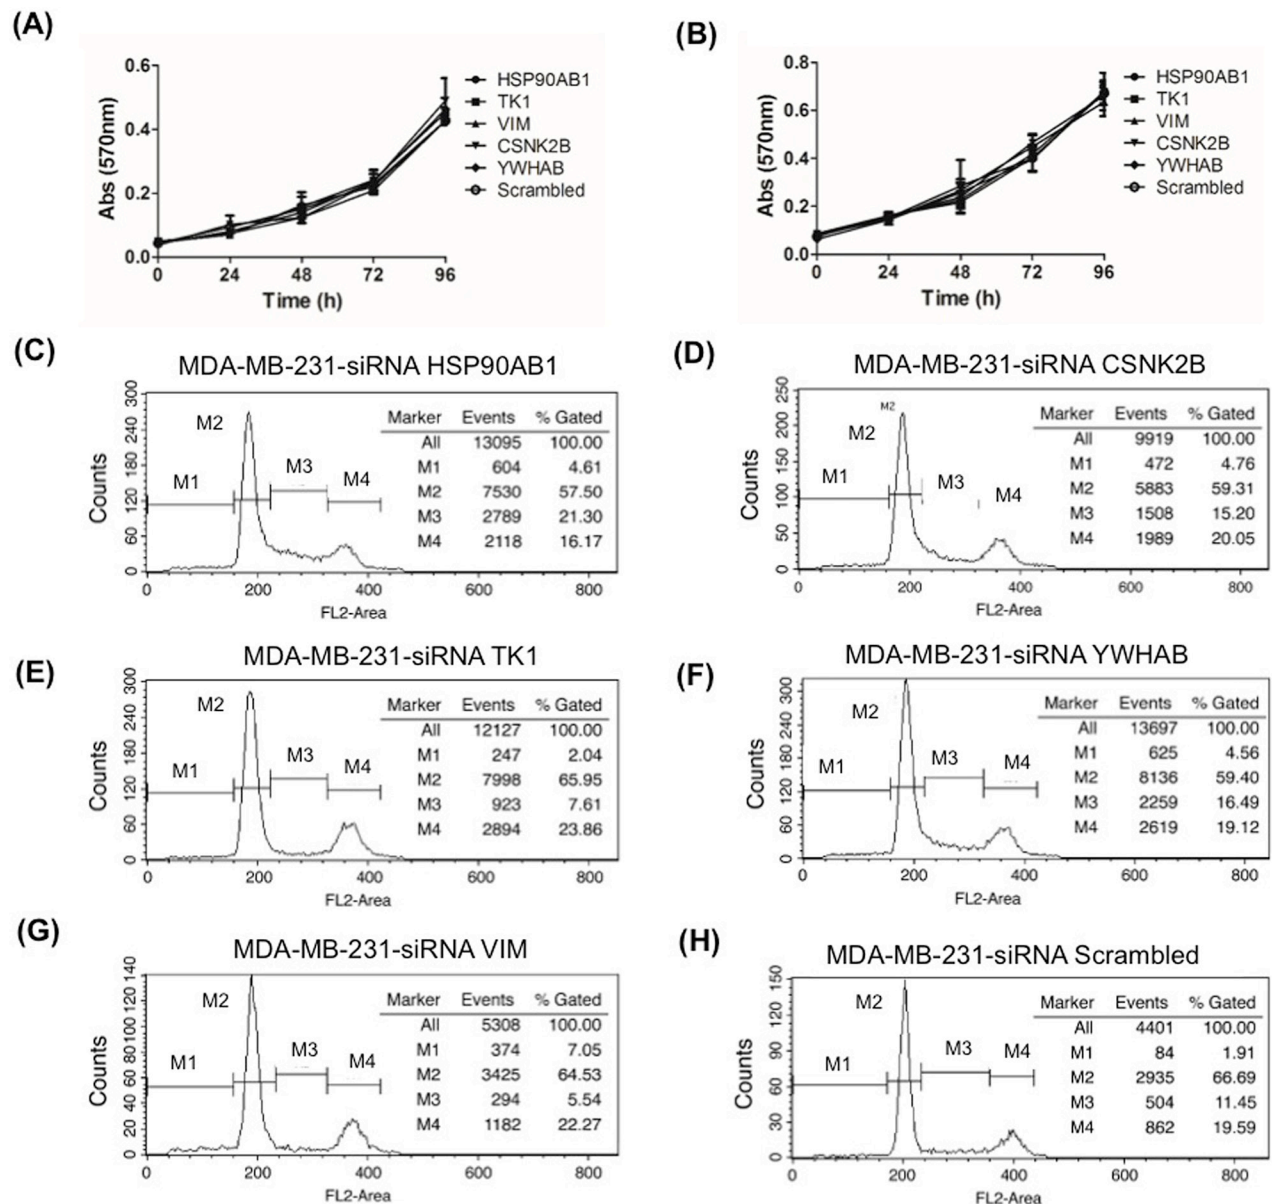 (A)
0.6
0.4
0.2
0.0
Abs (570nm)
0 24 48 72 96
Time (h)
HSP90AB1
TK1
VIM
CSNK2B
YWHAB
Scrambled
(B)
0.8
0.6
0.4
0.2
0.0
Abs (570nm)
0 24 48 72 96
Time (h)
HSP90AB1
TK1
VIM
CSNK2B
YWHAB
Scrambled
(C)
MDA-MB-231-siRNA HSP90AB1
Counts
0 60 120 180 240 300
M1
M2
M3
M4
Marker Events % Gated
All 13095 100.00
M1 604 4.61
M2 7530 57.50
M3 2789 21.30
M4 2118 16.17
0 200 400 600 800
FL2-Area
(D)
MDA-MB-231-siRNA CSNK2B
Counts
0 50 100 150 200 250
M2
M1
M2
M3
M4
Marker Events % Gated
All 9919 100.00
M1 472 4.76
M2 5883 59.31
M3 1508 15.20
M4 1989 20.05
0 200 400 600 800
FL2-Area
(E)
MDA-MB-231-siRNA TK1
Counts
0 60 120 180 240 300
M1
M2
M3
M4
Marker Events % Gated
All 12127 100.00
M1 247 2.04
M2 7998 65.95
M3 923 7.61
M4 2894 23.86
0 200 400 600 800
FL2-Area
(F)
MDA-MB-231-siRNA YWHAB
Counts
0 60 120 180 240 300
M1
M2
M3
M4
Marker Events % Gated
All 13697 100.00
M1 625 4.56
M2 8136 59.40
M3 2259 16.49
M4 2619 19.12
0 200 400 600 800
FL2-Area
(G)
MDA-MB-231-siRNA VIM
Counts
0 20 40 60 80 100 120 140
M1
M2
M3
M4
Marker Events % Gated
All 5308 100.00
M1 374 7.05
M2 3425 64.53
M3 294 5.54
M4 1182 22.27
0 200 400 600 800
FL2-Area
(H)
MDA-MB-231-siRNA Scrambled
Counts
0 30 60 90 120 150
M1
M2
M3
M4
Marker Events % Gated
All 4401 100.00
M1 84 1.91
M2 2935 66.69
M3 504 11.45
M4 862 19.59
0 200 400 600 800
FL2-Area